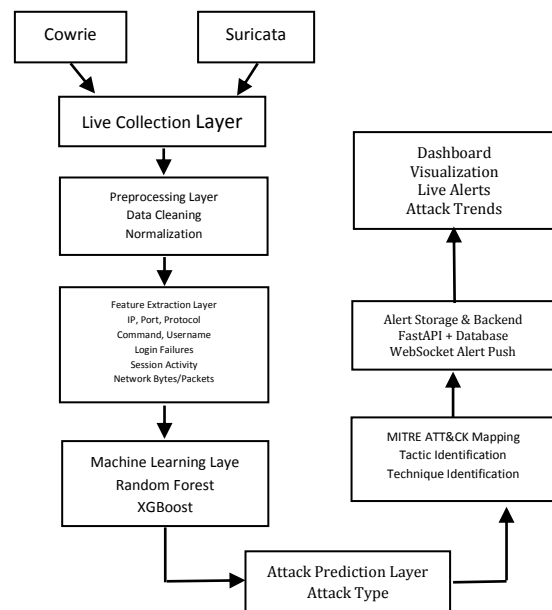 Cowrie
Suricata
Live Collection Layer
Preprocessing Layer
Data Cleaning
Normalization
Feature Extraction Layer
IP, Port, Protocol
Command, Username
Login Failures
Session Activity
Network Bytes/Packets
Machine Learning Laye
Random Forest
XGBoost
Attack Prediction Layer
Attack Type
MITRE ATT&CK Mapping
Tactic Identification
Technique Identification
Alert Storage & Backend
FastAPI + Database
WebSocket Alert Push
Dashboard
Visualization
Live Alerts
Attack Trends